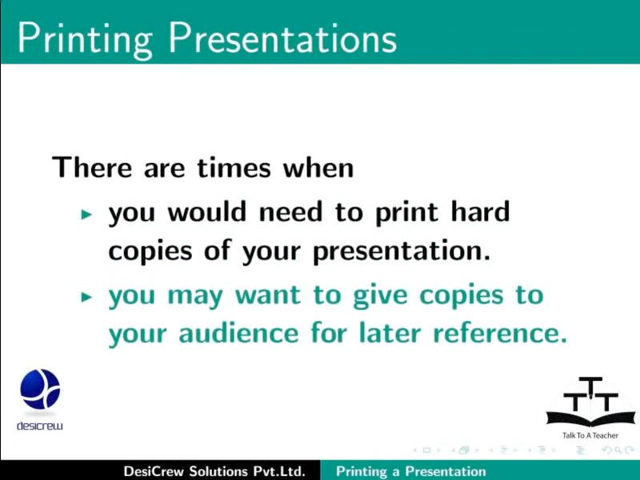 Printing Presentations
There are times when
you would need to print hard
copies of your presentation.
you may want to give copies to
your audience for later reference.
desicrew
TTT
Talk To A Teacher
DesiCrew Solutions Pvt.Ltd.
Printing a Presentation